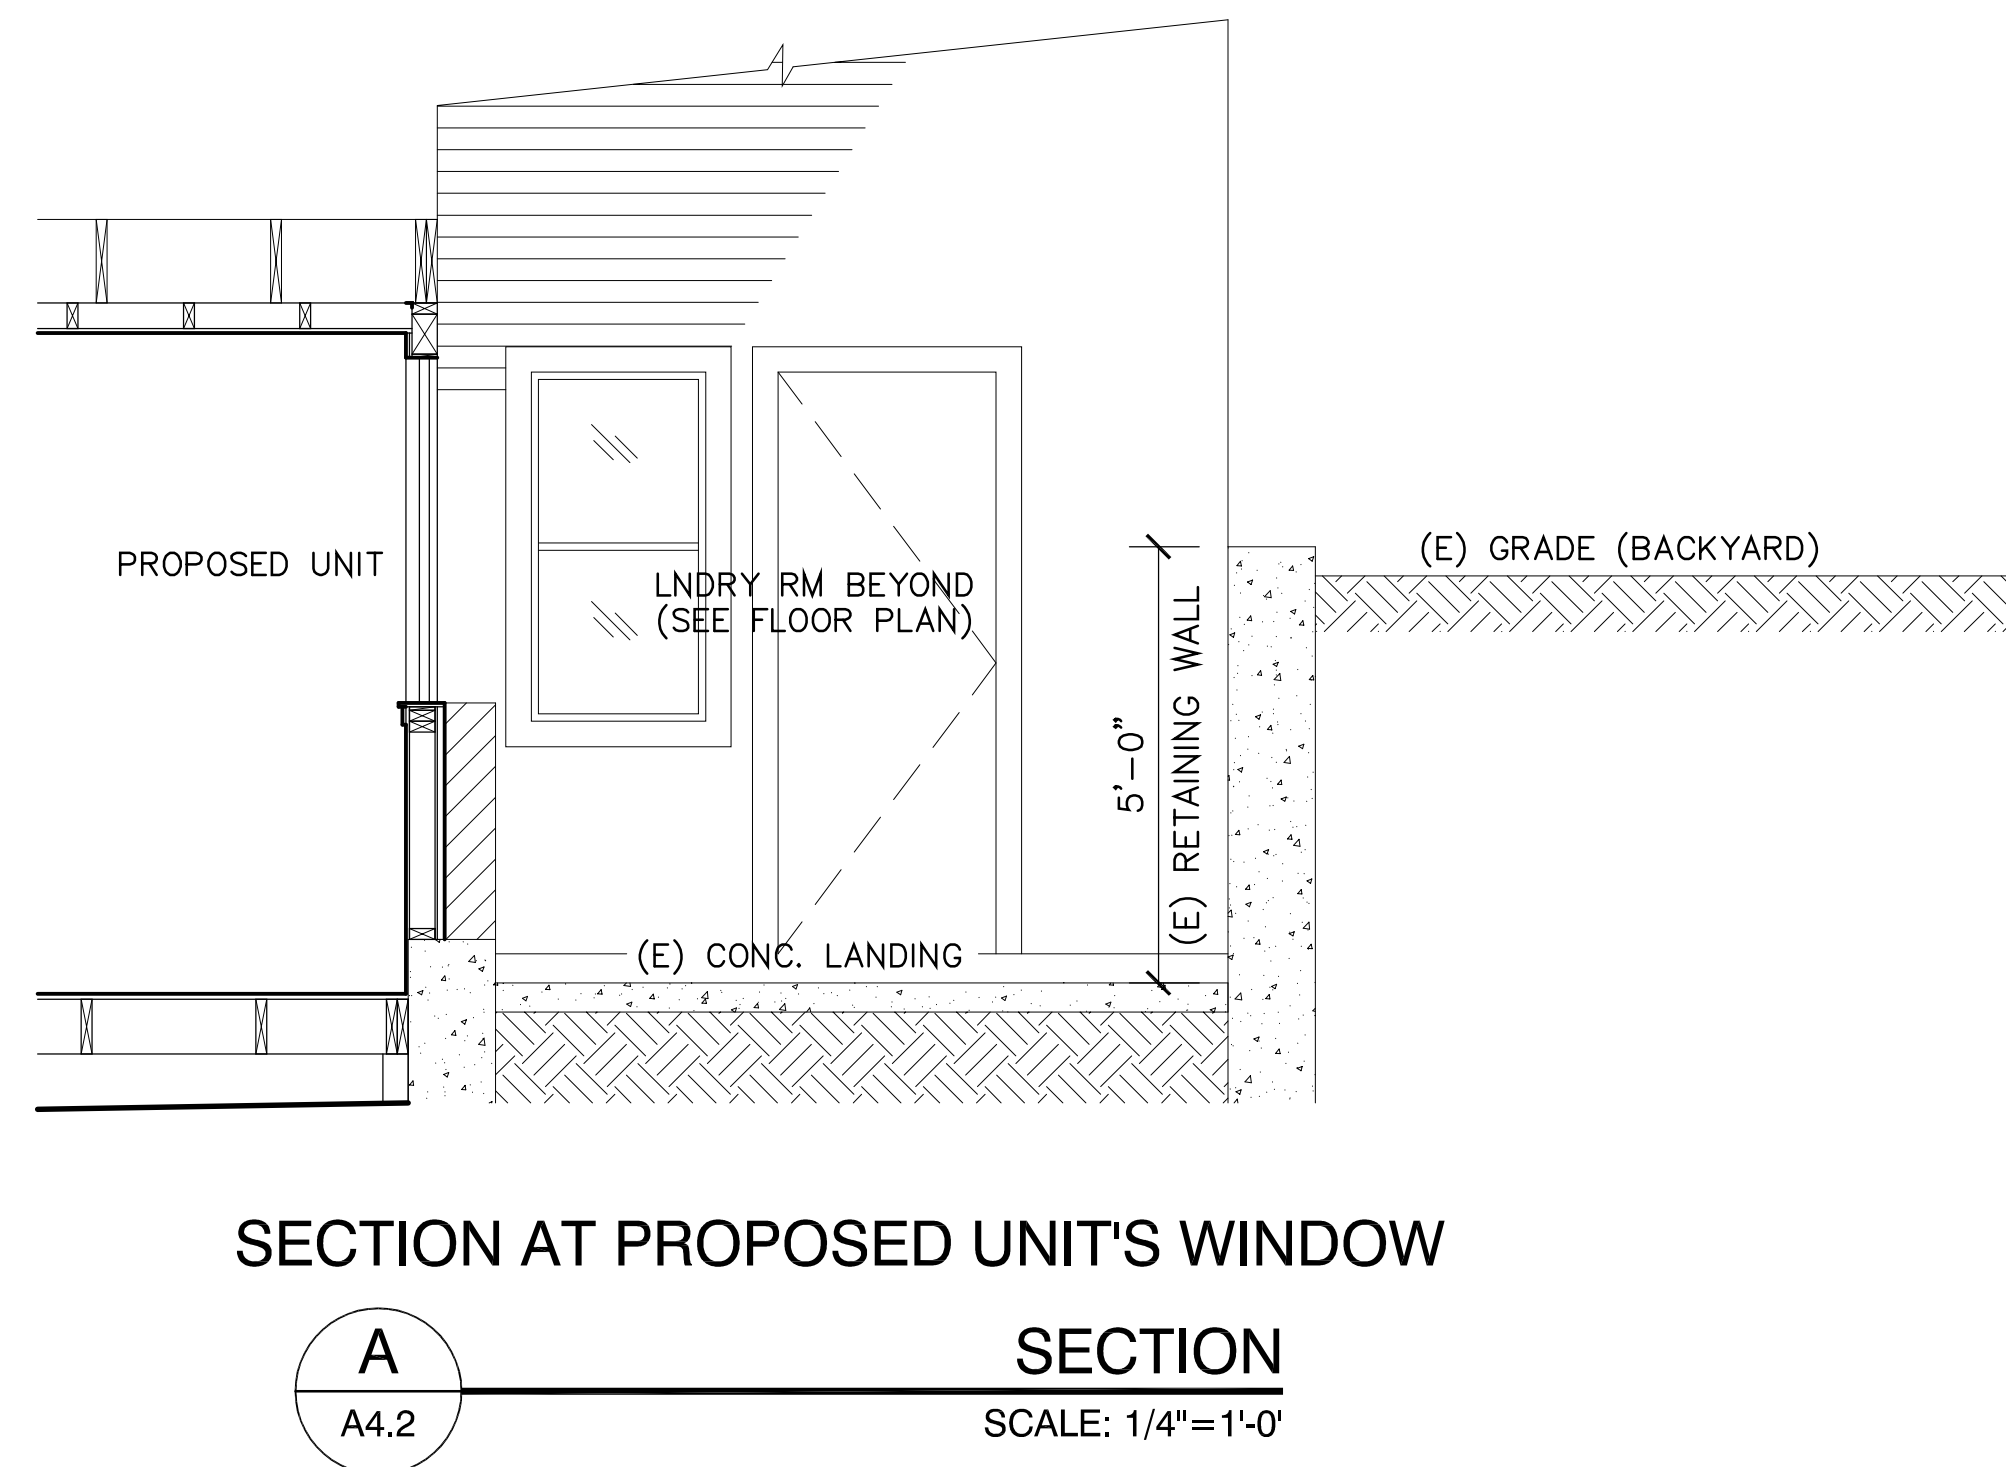 PROPOSED UNIT
(E) GRADE (BACKYARD)
LNDRY RM BEYOND
(SEE FLOOR PLAN)
5'-0"
(E) RETAINING WALL
(E) CONC. LANDING
SECTION AT PROPOSED UNIT'S WINDOW
A
A4.2
SECTION
SCALE: 1/4"=1'-0'